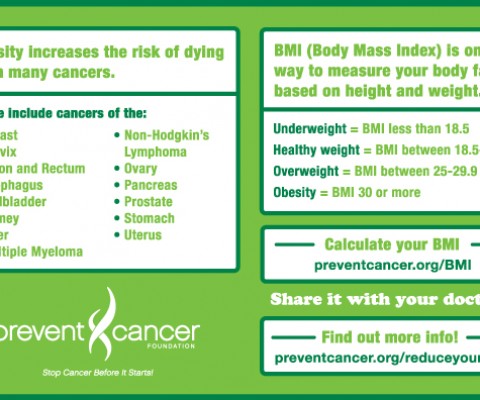 sity increases the risk of dying
m many cancers.
e include cancers of the:
ast
vix
on and Rectum
phagus
lbladder
ney
er
tiple Myeloma
• Non-Hodgkin's
Lymphoma
• Ovary
• Pancreas
• Prostate
• Stomach
• Uterus
prevent cancer
FOUNDATION
Stop Cancer Before It Starts!
BMI (Body Mass Index) is on
way to measure your body fa
based on height and weight.
Underweight = BMI less than 18.5
Healthy weight = BMI between 18.5-
Overweight = BMI between 25-29.9
Obesity = BMI 30 or more
Calculate your BMI
preventcancer.org/BMI
Share it with your doct
Find out more info!
preventcancer.org/reduceyour